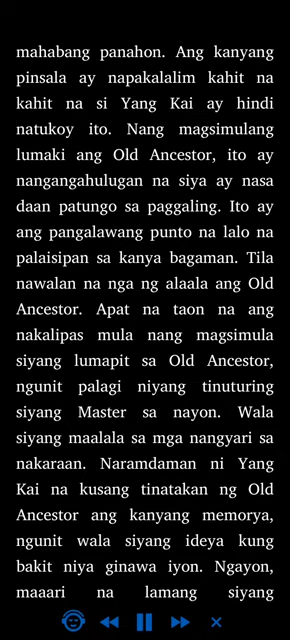 mahabang panahon. Ang kanyang
pinsala ay napakalalim kahit na
kahit na si Yang Kai ay hindi
natukoy ito. Nang magsimulang
lumaki ang Old Ancestor, ito ay
nangangahulugan na siya ay nasa
daan patungo sa paggaling. Ito ay
ang pangalawang punto na lalo na
palaisipan sa kanya bagaman. Tila
nawalan na nga ng alaala ang Old
Ancestor. Apat na taon na ang
nakalipas mula nang magsimula
siyang lumapit sa Old Ancestor,
ngunit palagi niyang tinuturing
siyang Master sa nayon. Wala
siyang maalala sa mga nangyari sa
nakaraan. Naramdaman ni Yang
Kai na kusang tinatakan ng Old
Ancestor ang kanyang memorya,
ngunit wala siyang ideya kung
bakit niya ginawa iyon. Ngayon,
maaari na lamang siyang